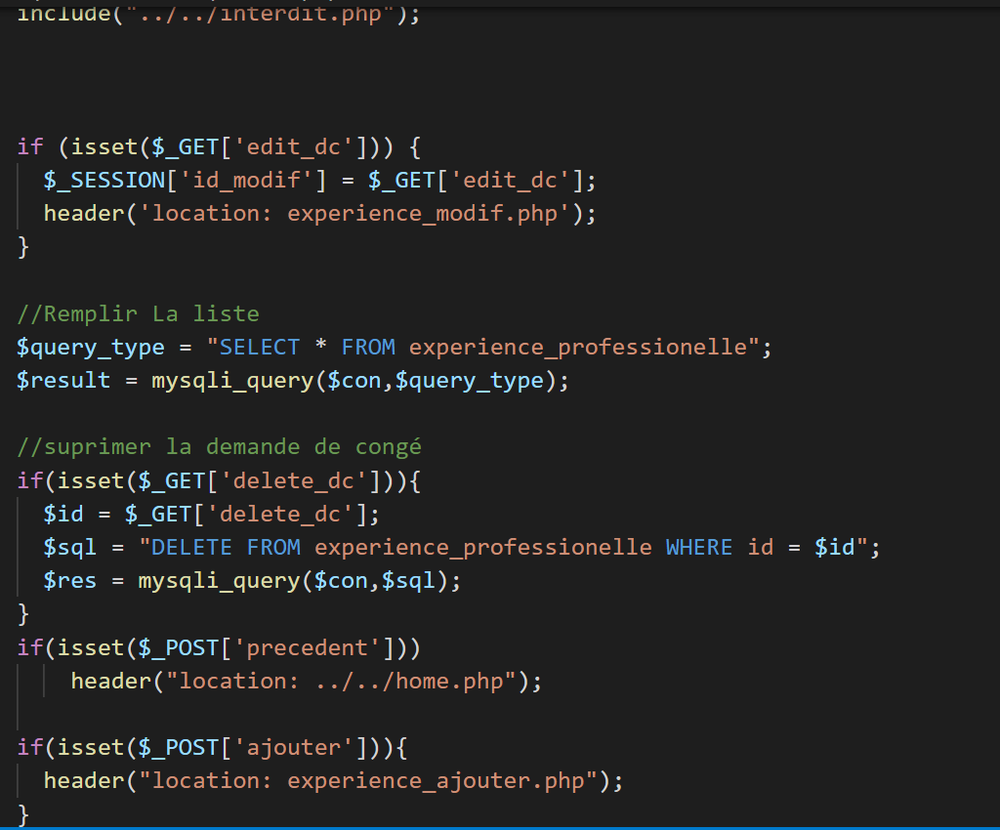 include("../../interdit.php");
if (isset($_GET['edit_dc'])) {
$_SESSION['id_modif'] = $_GET['edit_dc'];
header('location: experience_modif.php');
}
//Remplir La liste
$query_type = "SELECT * FROM experience_professionelle";
$result = mysqli_query($con,$query_type);
//suprimer la demande de congé
if(isset($_GET['delete_dc'])){
$id = $_GET['delete_dc'];
$sql = "DELETE FROM experience_professionelle WHERE id = $id";
$res = mysqli_query($con,$sql);
}
if(isset($_POST['precedent']))
header("location: ../../home.php");
if(isset($_POST['ajouter'])){
header("location: experience_ajouter.php");
}